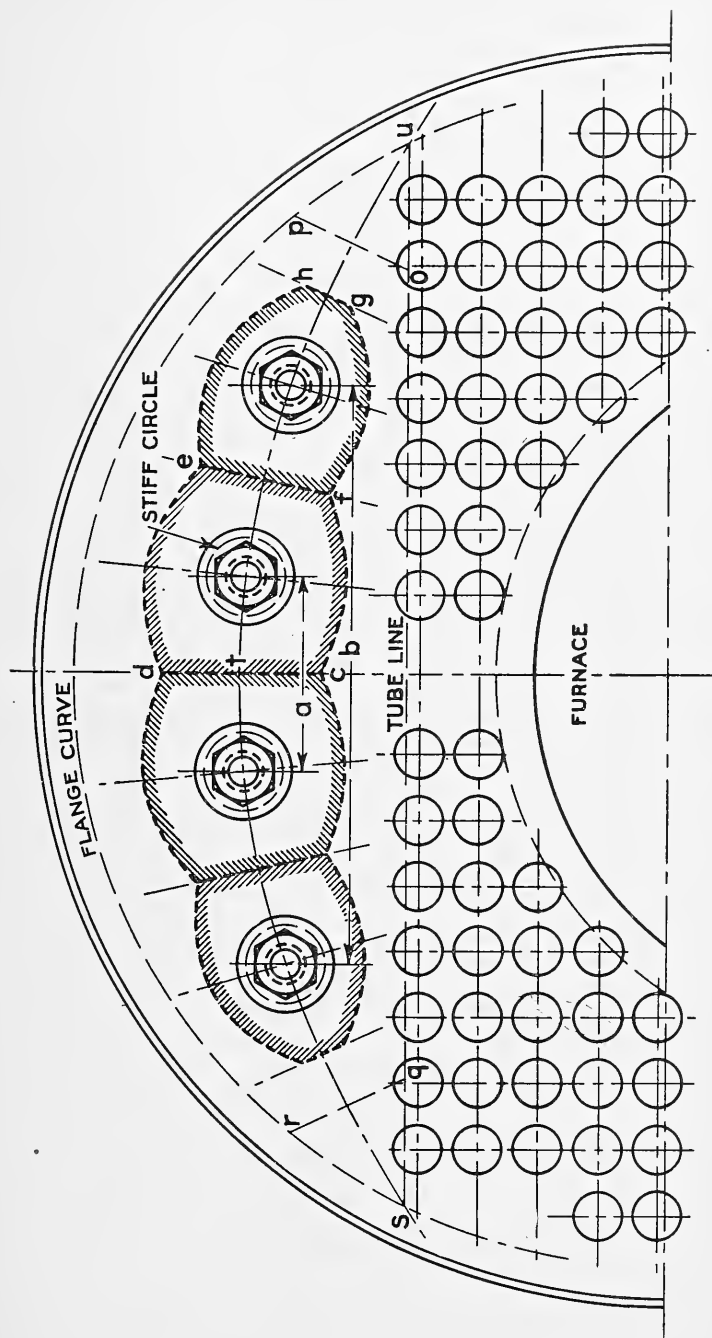 FLANGE CURVE
STIFF CIRCLE
d
e
h
p
u
r
t
a
f
g
o
c
b
TUBE LINE
q
s
FURNACE